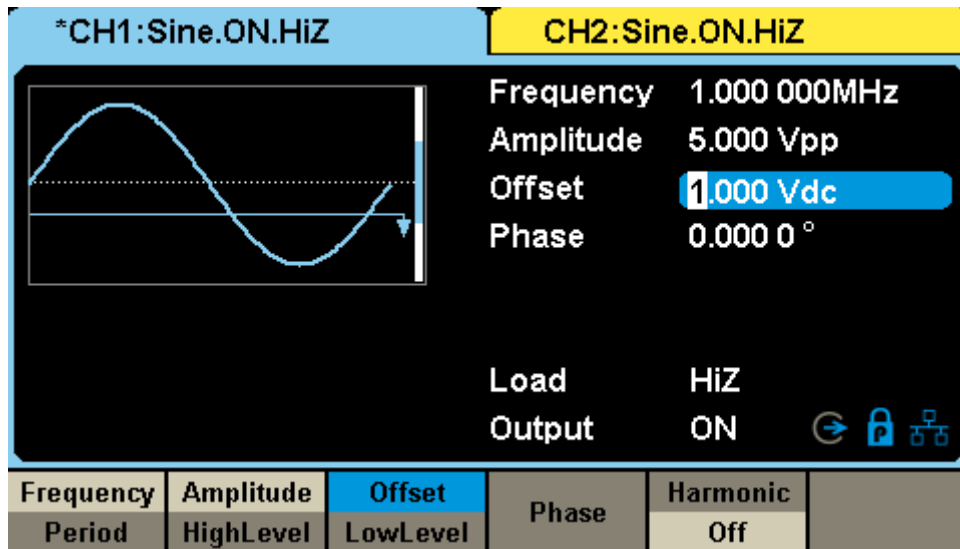 *CH1:Sine.ON.HiZ
CH2:Sine.ON.HiZ
Frequency 1.000 000MHz
Amplitude 5.000 Vpp
Offset 1.000 Vdc
Phase 0.000 0 °
Load HiZ
Output ON
P
Frequency Amplitude Offset Phase Harmonic
Period HighLevel LowLevel Off